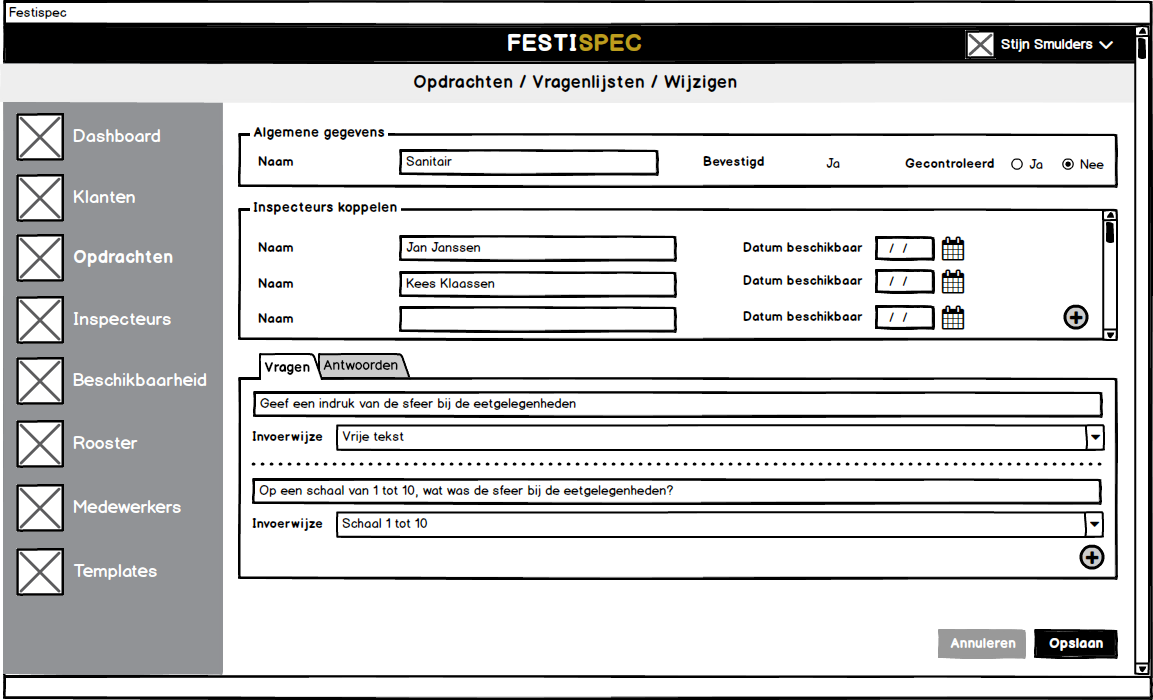 Festispec
FESTISPEC
Stijn Smulders
Opdrachten / Vragenlijsten / Wijzigen
Dashboard
Klanten
Opdrachten
Inspecteurs
Beschikbaarheid
Rooster
Medewerkers
Templates
Algemene gegevens
Naam Sanitair Bevestigd Ja Gecontroleerd Ja Nee
Inspecteurs koppelen
Naam Jan Janssen Datum beschikbaar / /
Naam Kees Klaassen Datum beschikbaar / /
Naam Datum beschikbaar / /
Vragen Antwoorden
Geef een indruk van de sfeer bij de eetgelegenheden
Invoerwijze Vrije tekst
Op een schaal van 1 tot 10, wat was de sfeer bij de eetgelegenheden?
Invoerwijze Schaal 1 tot 10
Annuleren Opslaan